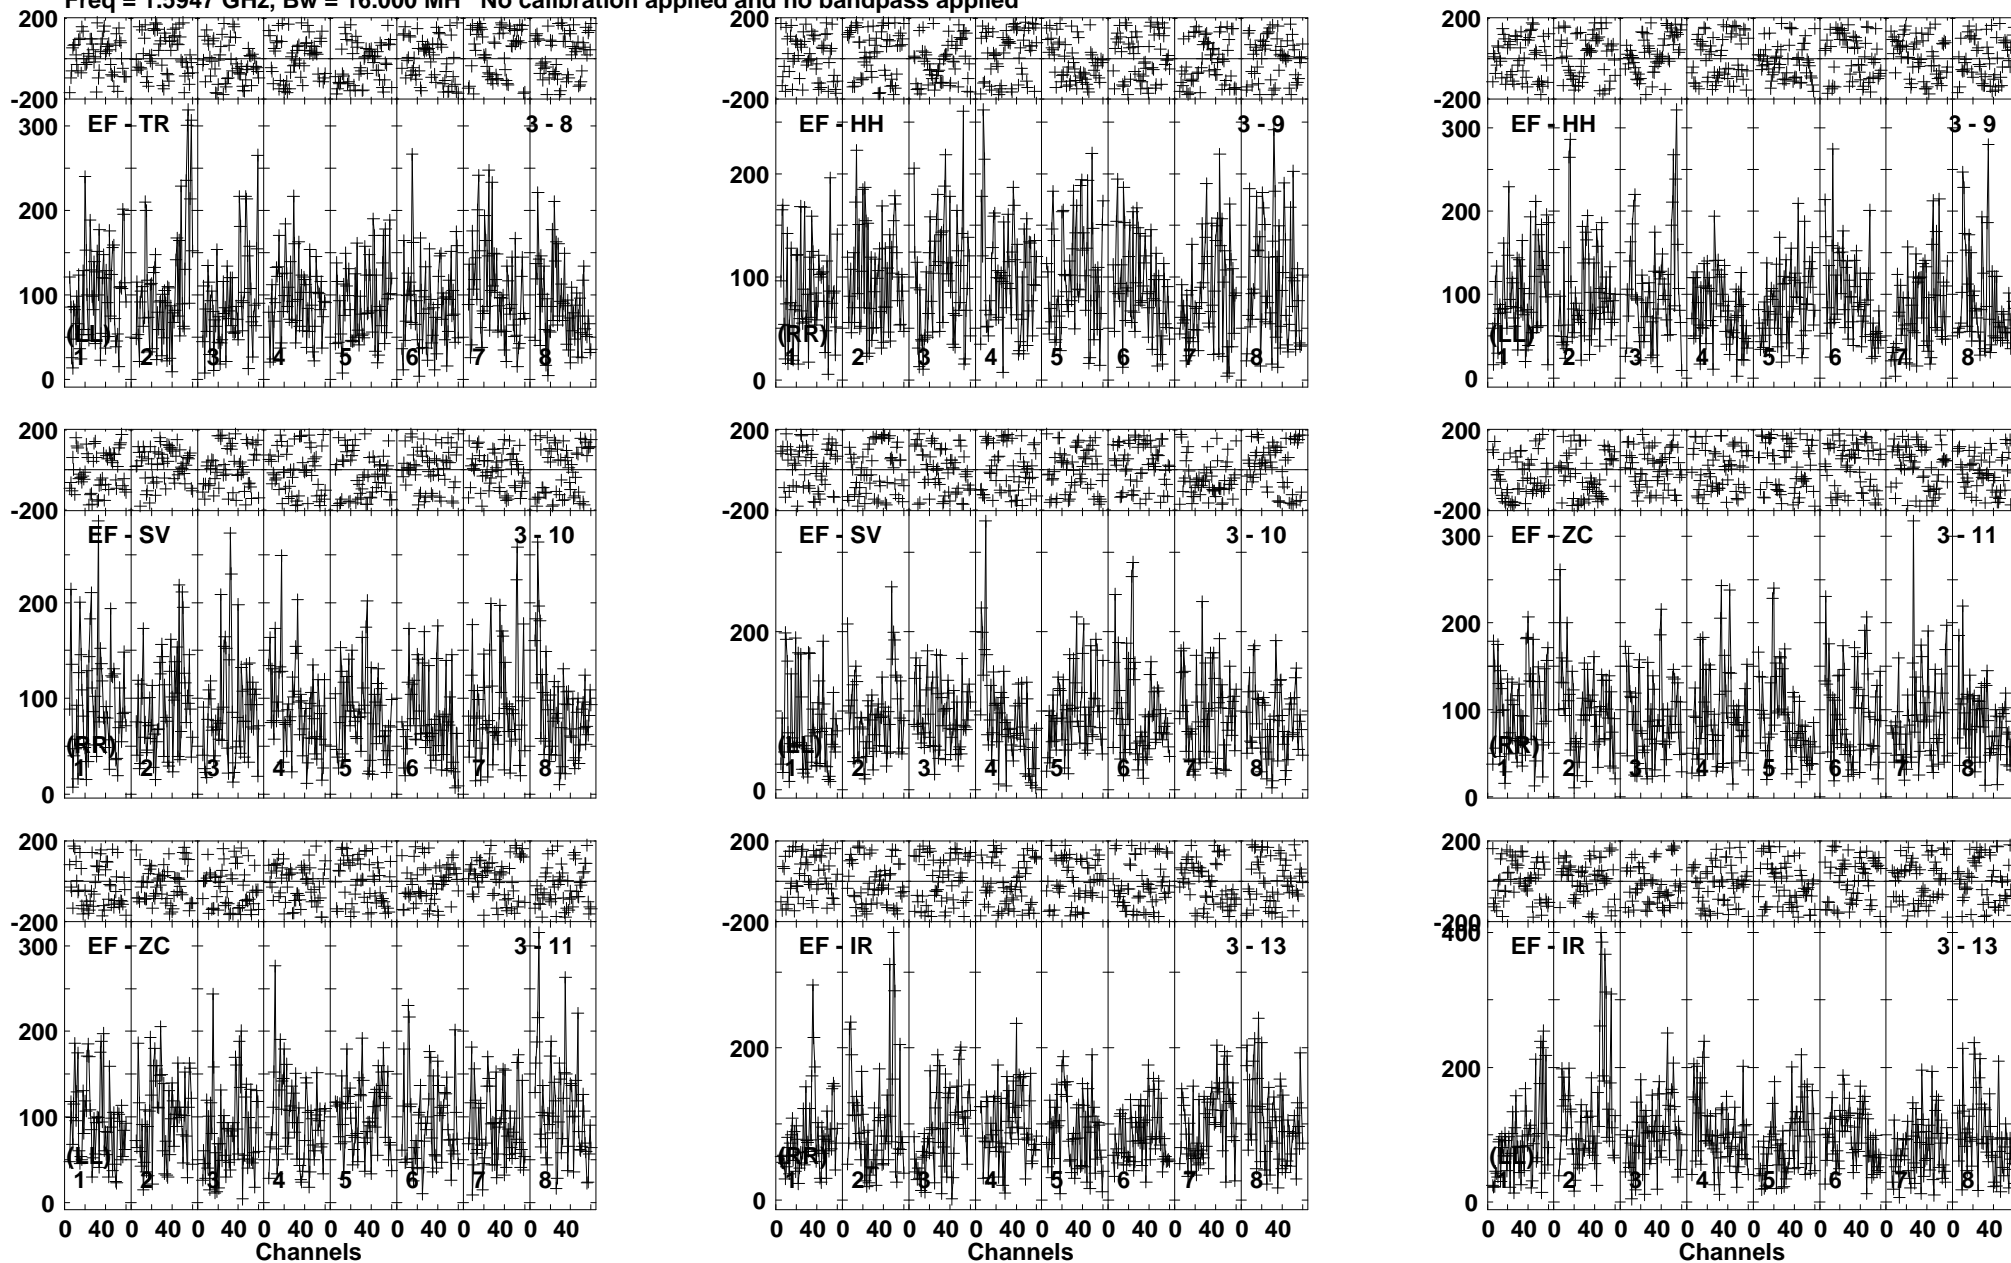 Freq = 1.5947 GHz, Bw = 16.000 MH No calibration applied and no bandpass applied
200 200 200
-200 -200 -200
EF - TR 3 - 8 EF - HH 3 - 9 EF - HH 3 - 9
300 300
200 200 200
100 100 100
(LL) (RR) (LL)
1 2 3 4 5 6 7 8 1 2 3 4 5 6 7 8 1 2 3 4 5 6 7 8
0 0 0
200 200 200
-200 -200 -200
EF - SV 3 - 10 EF - SV 3 - 10 EF - ZC 3 - 11
300
200 200 200
100 100
(RR) (LL) (RR)
1 2 3 4 5 6 7 8 1 2 3 4 5 6 7 8 1 2 3 4 5 6 7 8
0 0 0
200 200 200
-200 -200 -200
EF - ZC 3 - 11 EF - IR 3 - 13 EF - IR 3 - 13
300 400
200 200 200
100
(LL) (RR) (LL)
1 2 3 4 5 6 7 8 1 2 3 4 5 6 7 8 1 2 3 4 5 6 7 8
0 0 0
0 40 0 40 0 40 0 40 0 40 0 40 0 40 0 40 0 40 0 40 0 40 0 40 0 40 0 40 0 40 0 40 0 40 0 40 0 40 0 40 0 40 0 40 0 40 0 40
Channels Channels Channels